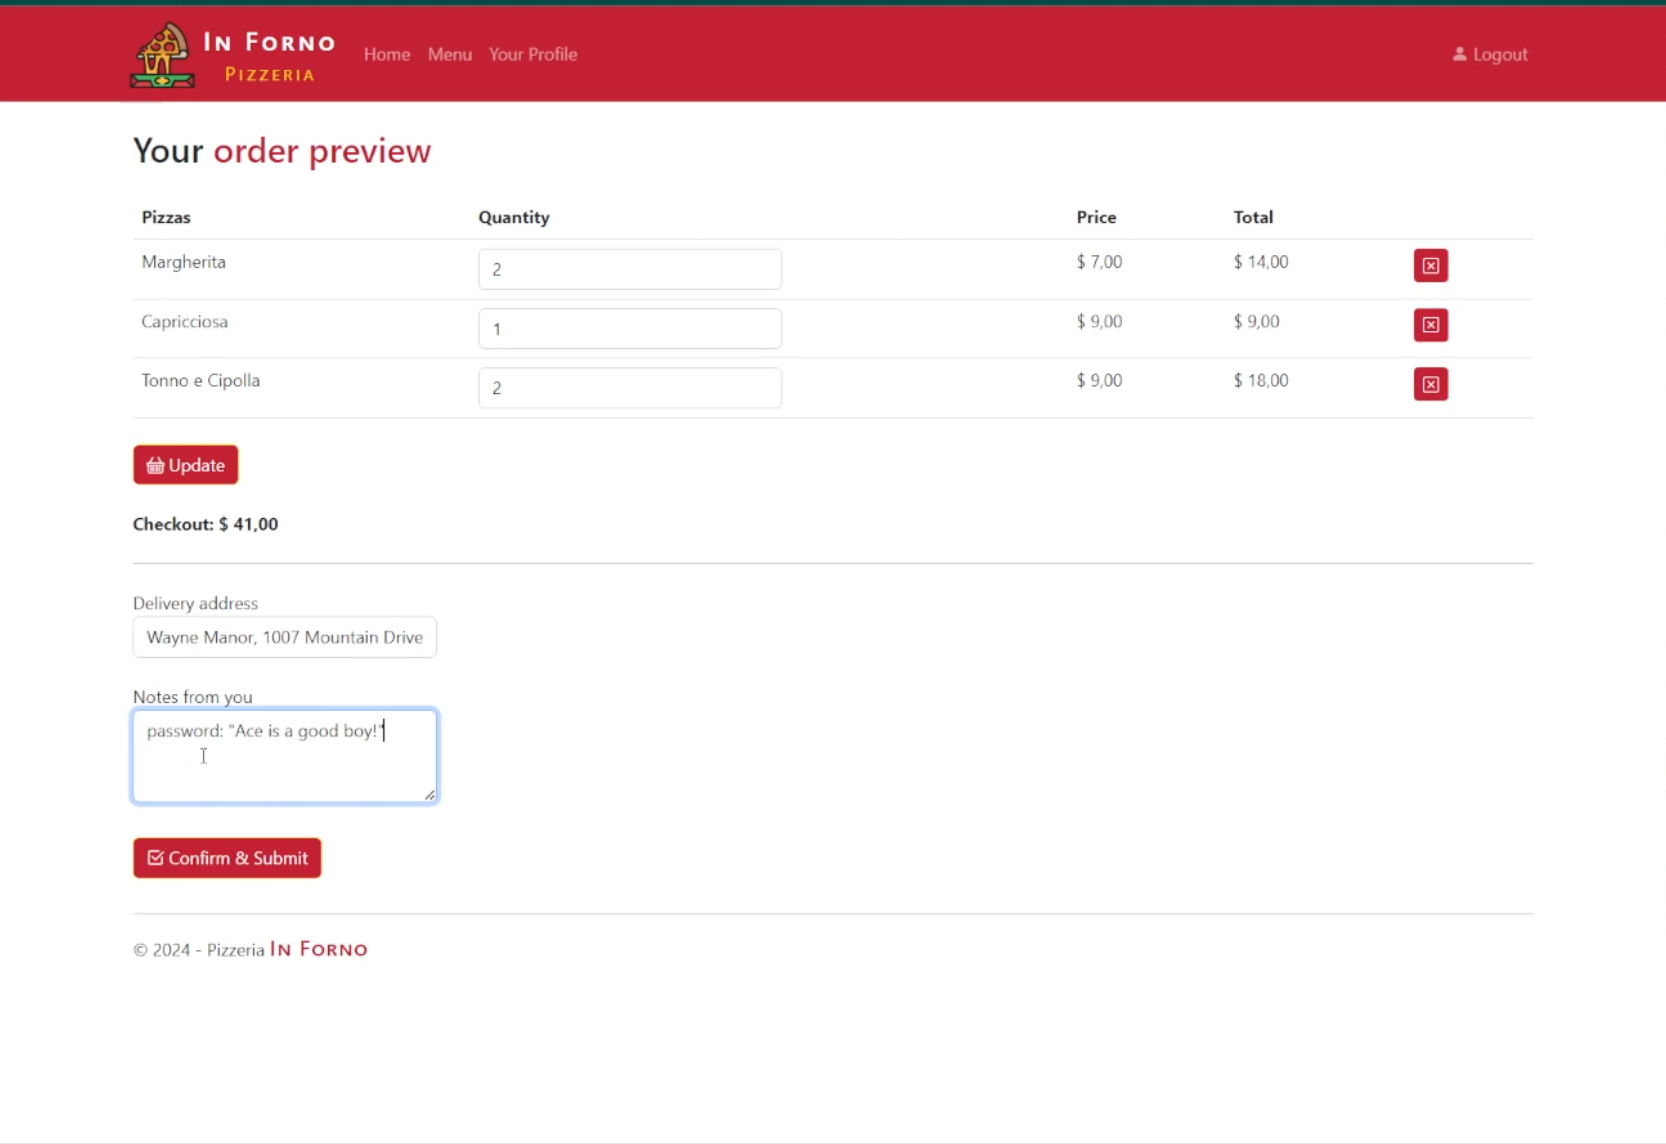 In Forno
Pizzeria
Home Menu Your Profile
Logout
Your order preview
Pizzas Quantity Price Total
Margherita 2 $ 7,00 $ 14,00
Capricciosa 1 $ 9,00 $ 9,00
Tonno e Cipolla 2 $ 9,00 $ 18,00
Update
Checkout: $ 41,00
Delivery address
Wayne Manor, 1007 Mountain Drive
Notes from you
password: "Ace is a good boy!"
Confirm & Submit
© 2024 - Pizzeria In Forno